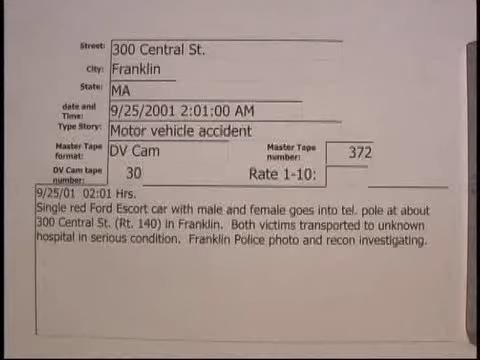 Street: 300 Central St.
City: Franklin
State: MA
date and Time: 9/25/2001 2:01:00 AM
Type Story: Motor vehicle accident
Master Tape format: DV Cam Master Tape number: 372
DV Cam tape number: 30 Rate 1-10:
9/25/01 02:01 Hrs.
Single red Ford Escort car with male and female goes into tel. pole at about
300 Central St. (Rt. 140) in Franklin. Both victims transported to unknown
hospital in serious condition. Franklin Police photo and recon investigating.